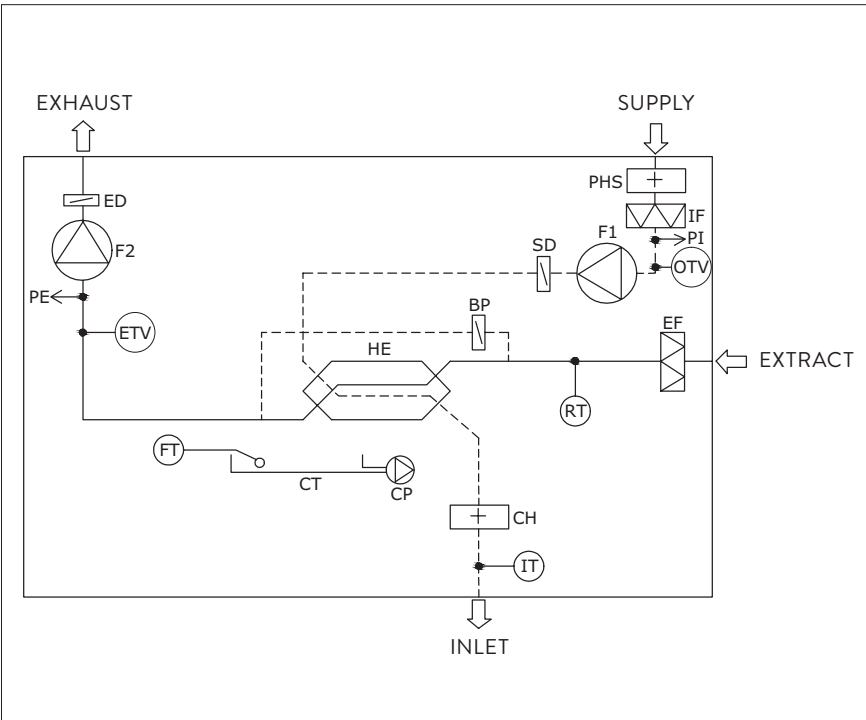 EXHAUST
SUPPLY
PHS
ED
IF
F1
PI
F2
SD
OTV
PE
BP
EF
ETV
HE
EXTRACT
RT
FT
CT
CP
CH
IT
INLET